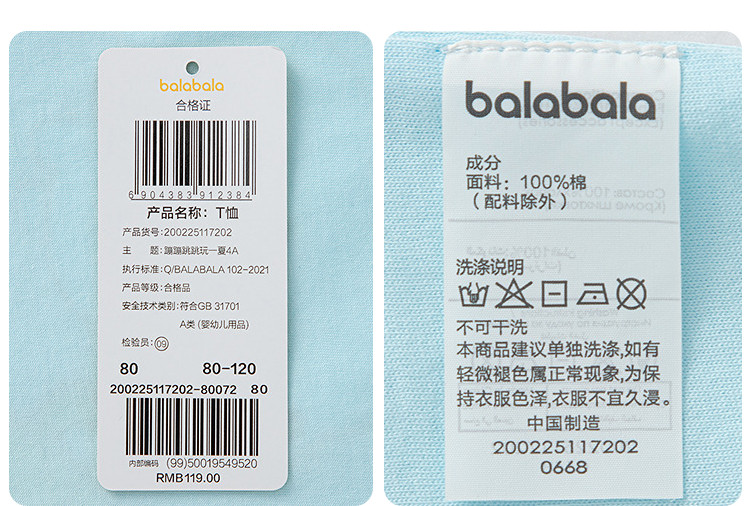 balabala
合格证
6 904383 912384
产品名称：T恤
产品货号:200225117202
主 题: 蹦蹦跳跳玩一夏4A
执行标准: Q/BALABALA 102-2021
产品等级: 合格品
安全技术类别: 符合GB 31701
A类 (婴幼儿用品)
检验员: 09
80 80-120
200225117202-80072 80
内部编码 (99)50019549520
RMB119.00
balabala
成分
面料：100%棉
（配料除外）
洗涤说明
不可干洗
本商品建议单独洗涤,如有
轻微褪色属正常现象,为保
持衣服色泽,衣服不宜久浸。
中国制造
200225117202
0668